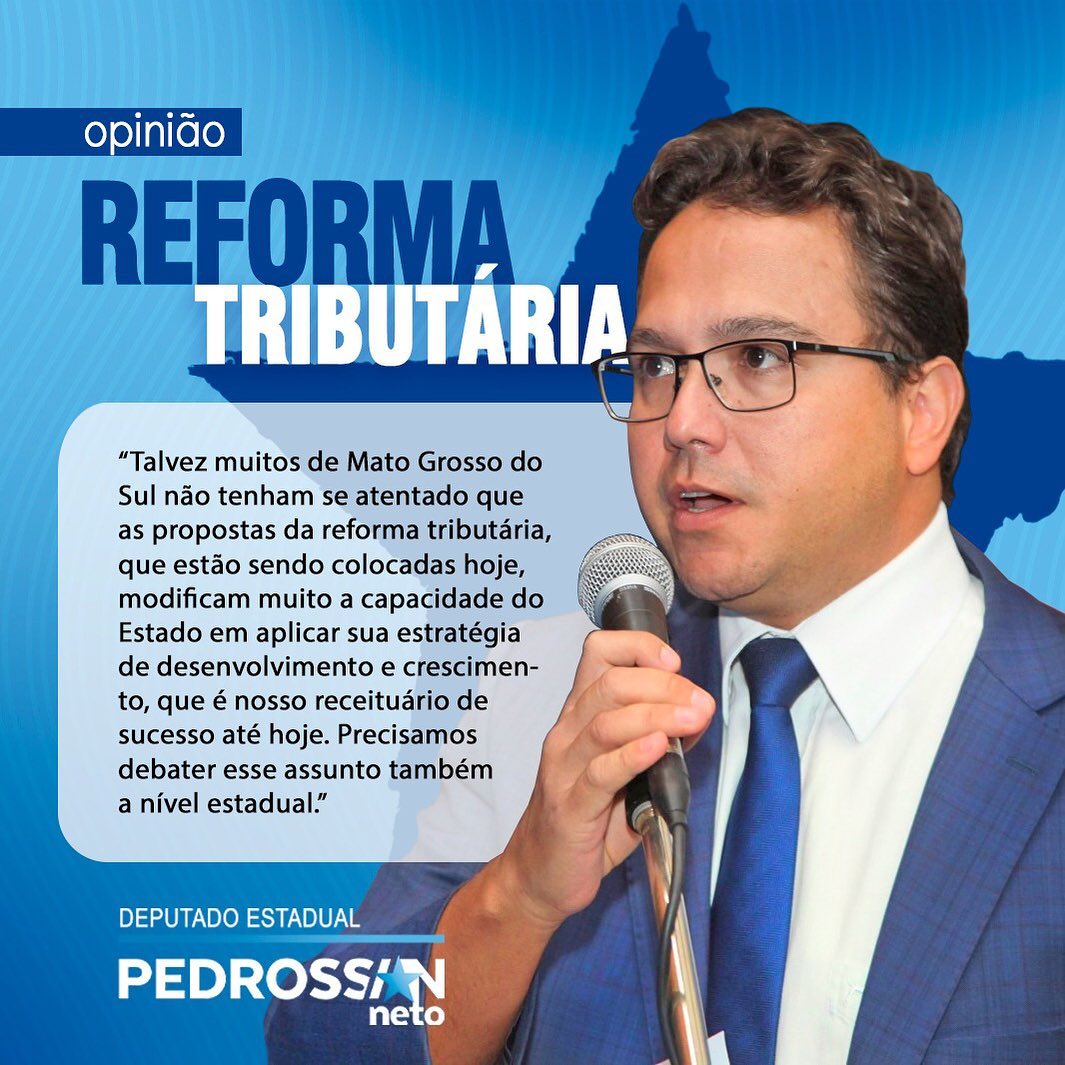 opinião
REFORMA
TRIBUTÁRIA
“Talvez muitos de Mato Grosso do
Sul não tenham se atentado que
as propostas da reforma tributária,
que estão sendo colocadas hoje,
modificam muito a capacidade do
Estado em aplicar sua estratégia
de desenvolvimento e crescimen-
to, que é nosso receituário de
sucesso até hoje. Precisamos
debater esse assunto também
a nível estadual.”
DEPUTADO ESTADUAL
PEDROSSIAN
neto